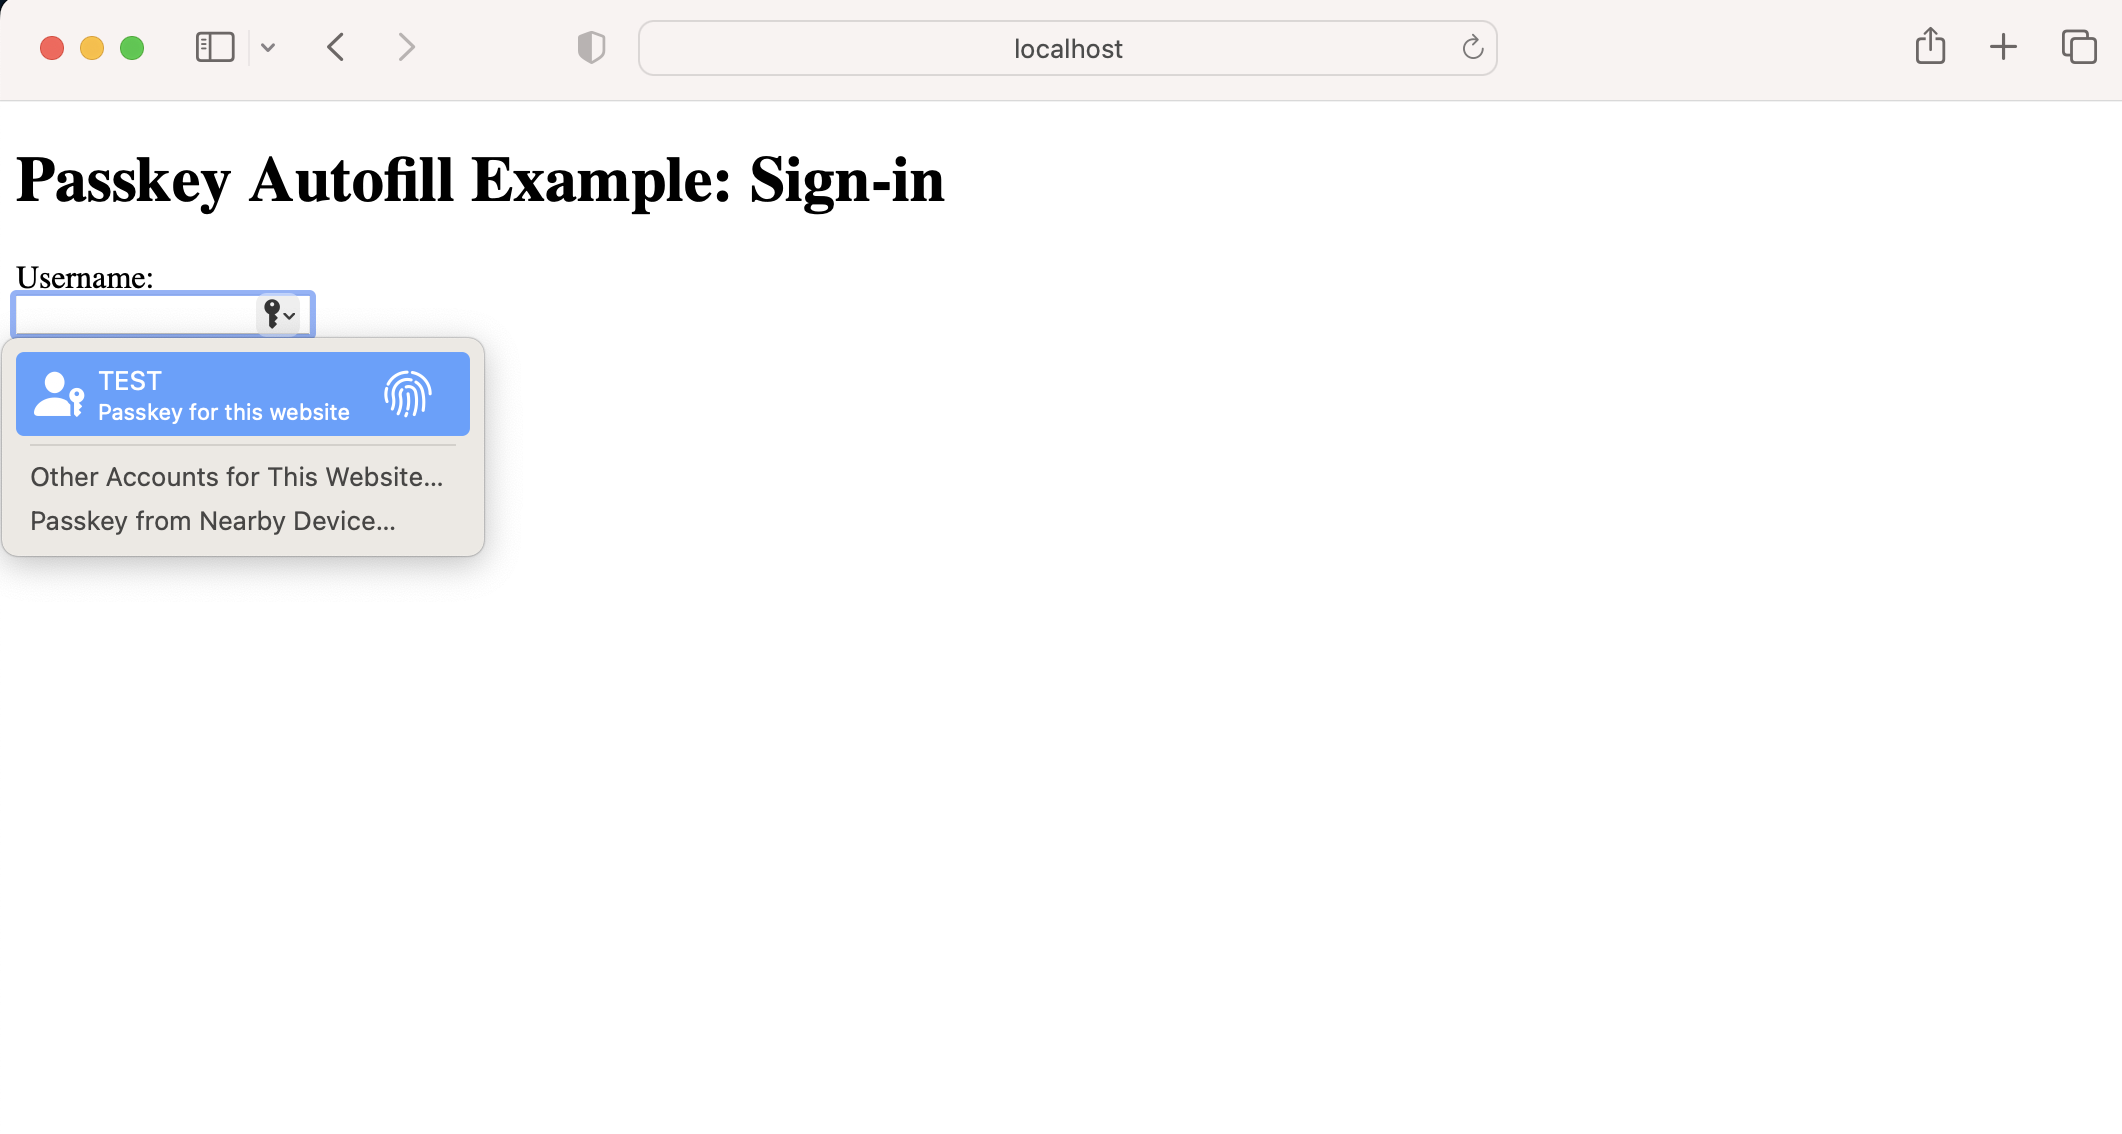 localhost
Passkey Autofill Example: Sign-in
Username:
TEST
Passkey for this website
Other Accounts for This Website...
Passkey from Nearby Device...